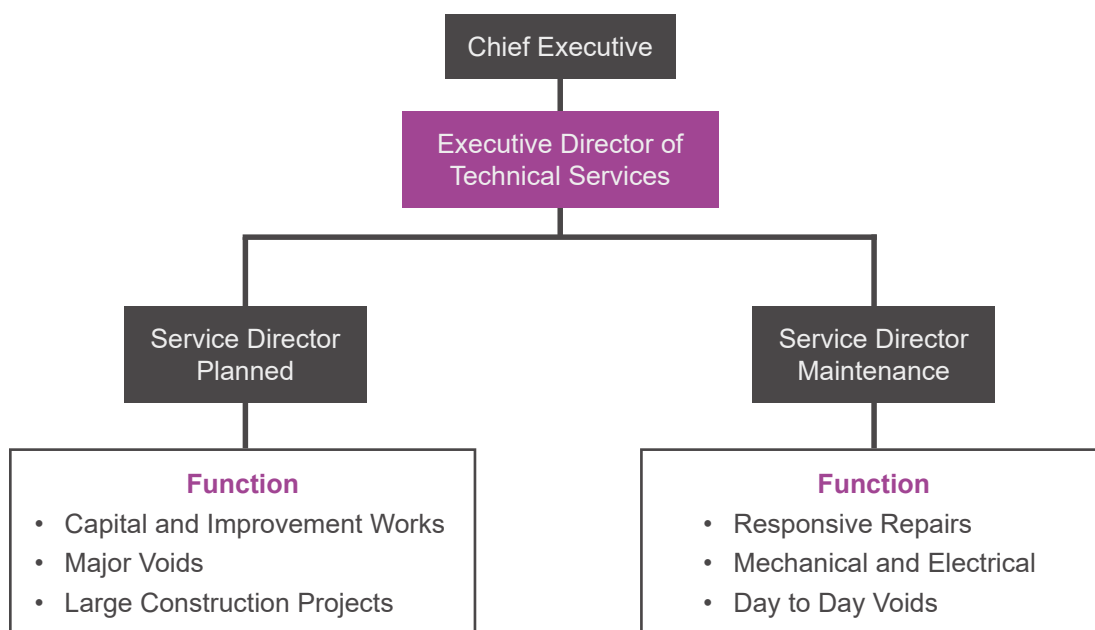 Chief Executive
Executive Director of
Technical Services
Service Director
Planned
Service Director
Maintenance
Function
• Capital and Improvement Works
• Major Voids
• Large Construction Projects
Function
• Responsive Repairs
• Mechanical and Electrical
• Day to Day Voids